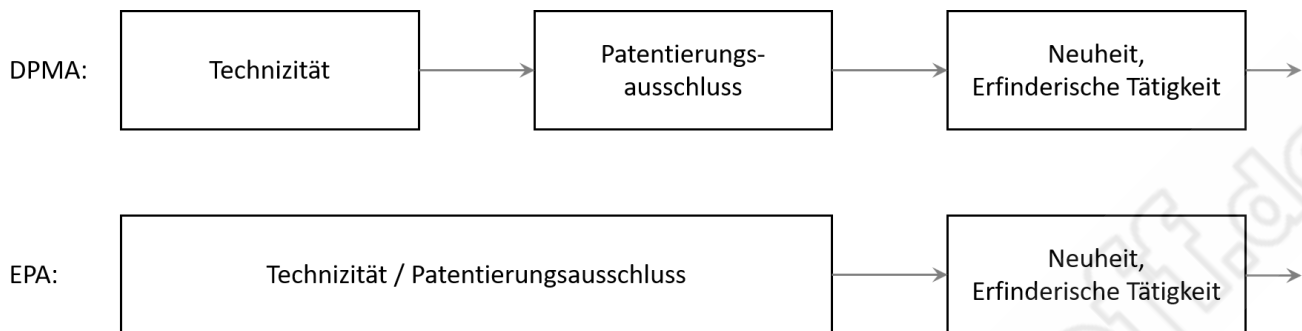 DPMA:
Technizität
Patentierungs-
ausschluss
Neuheit,
Erfinderische Tätigkeit
EPA:
Technizität / Patentierungsausschluss
Neuheit,
Erfinderische Tätigkeit